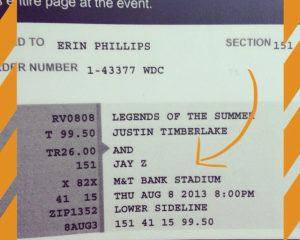 entire page at the event.
D TO ERIN PHILLIPS SECTION 151
DER NUMBER 1-43377 WDC
RV0808 LEGENDS OF THE SUMMER
T 99.50 JUSTIN TIMBERLAKE
TR26.00 AND
151 JAY Z
X 82X M&T BANK STADIUM
41 15 THU AUG 8 2013 8:00PM
ZIP1352 LOWER SIDELINE
8AUG3 151 41 15 99.50